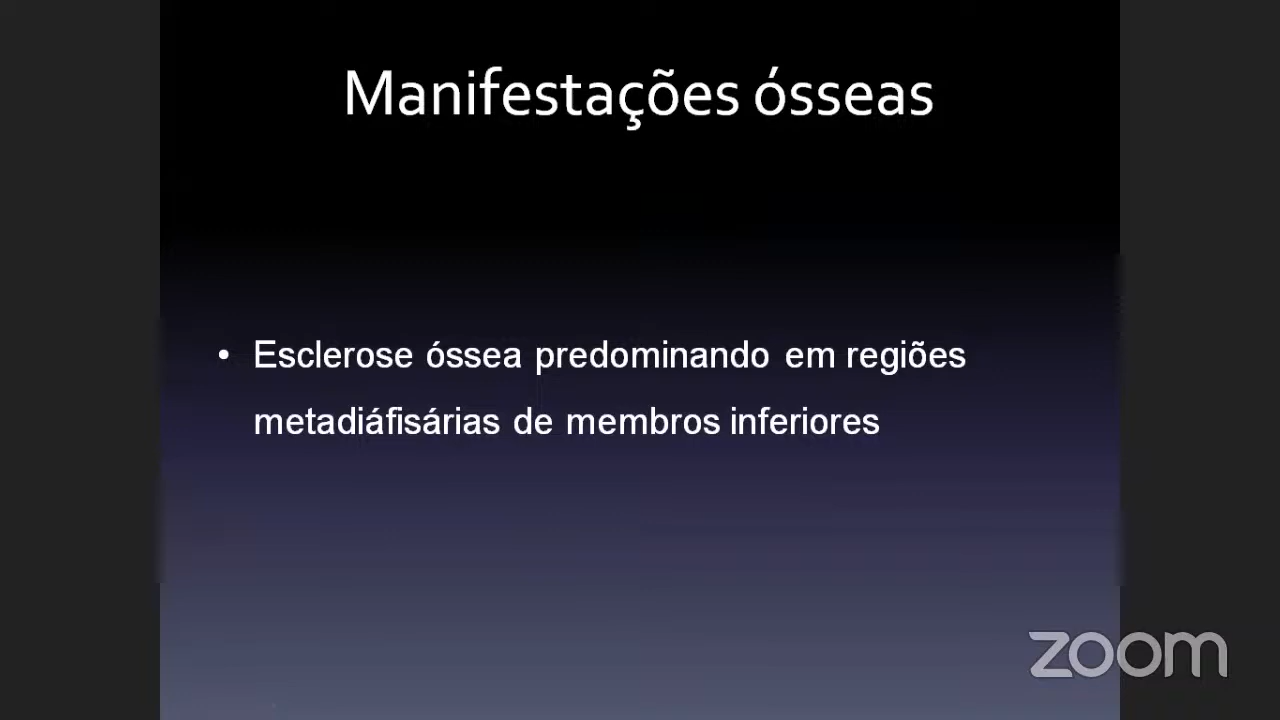 Manifestações ósseas
• Esclerose óssea predominando em regiões
metadiáfisárias de membros inferiores
zoom